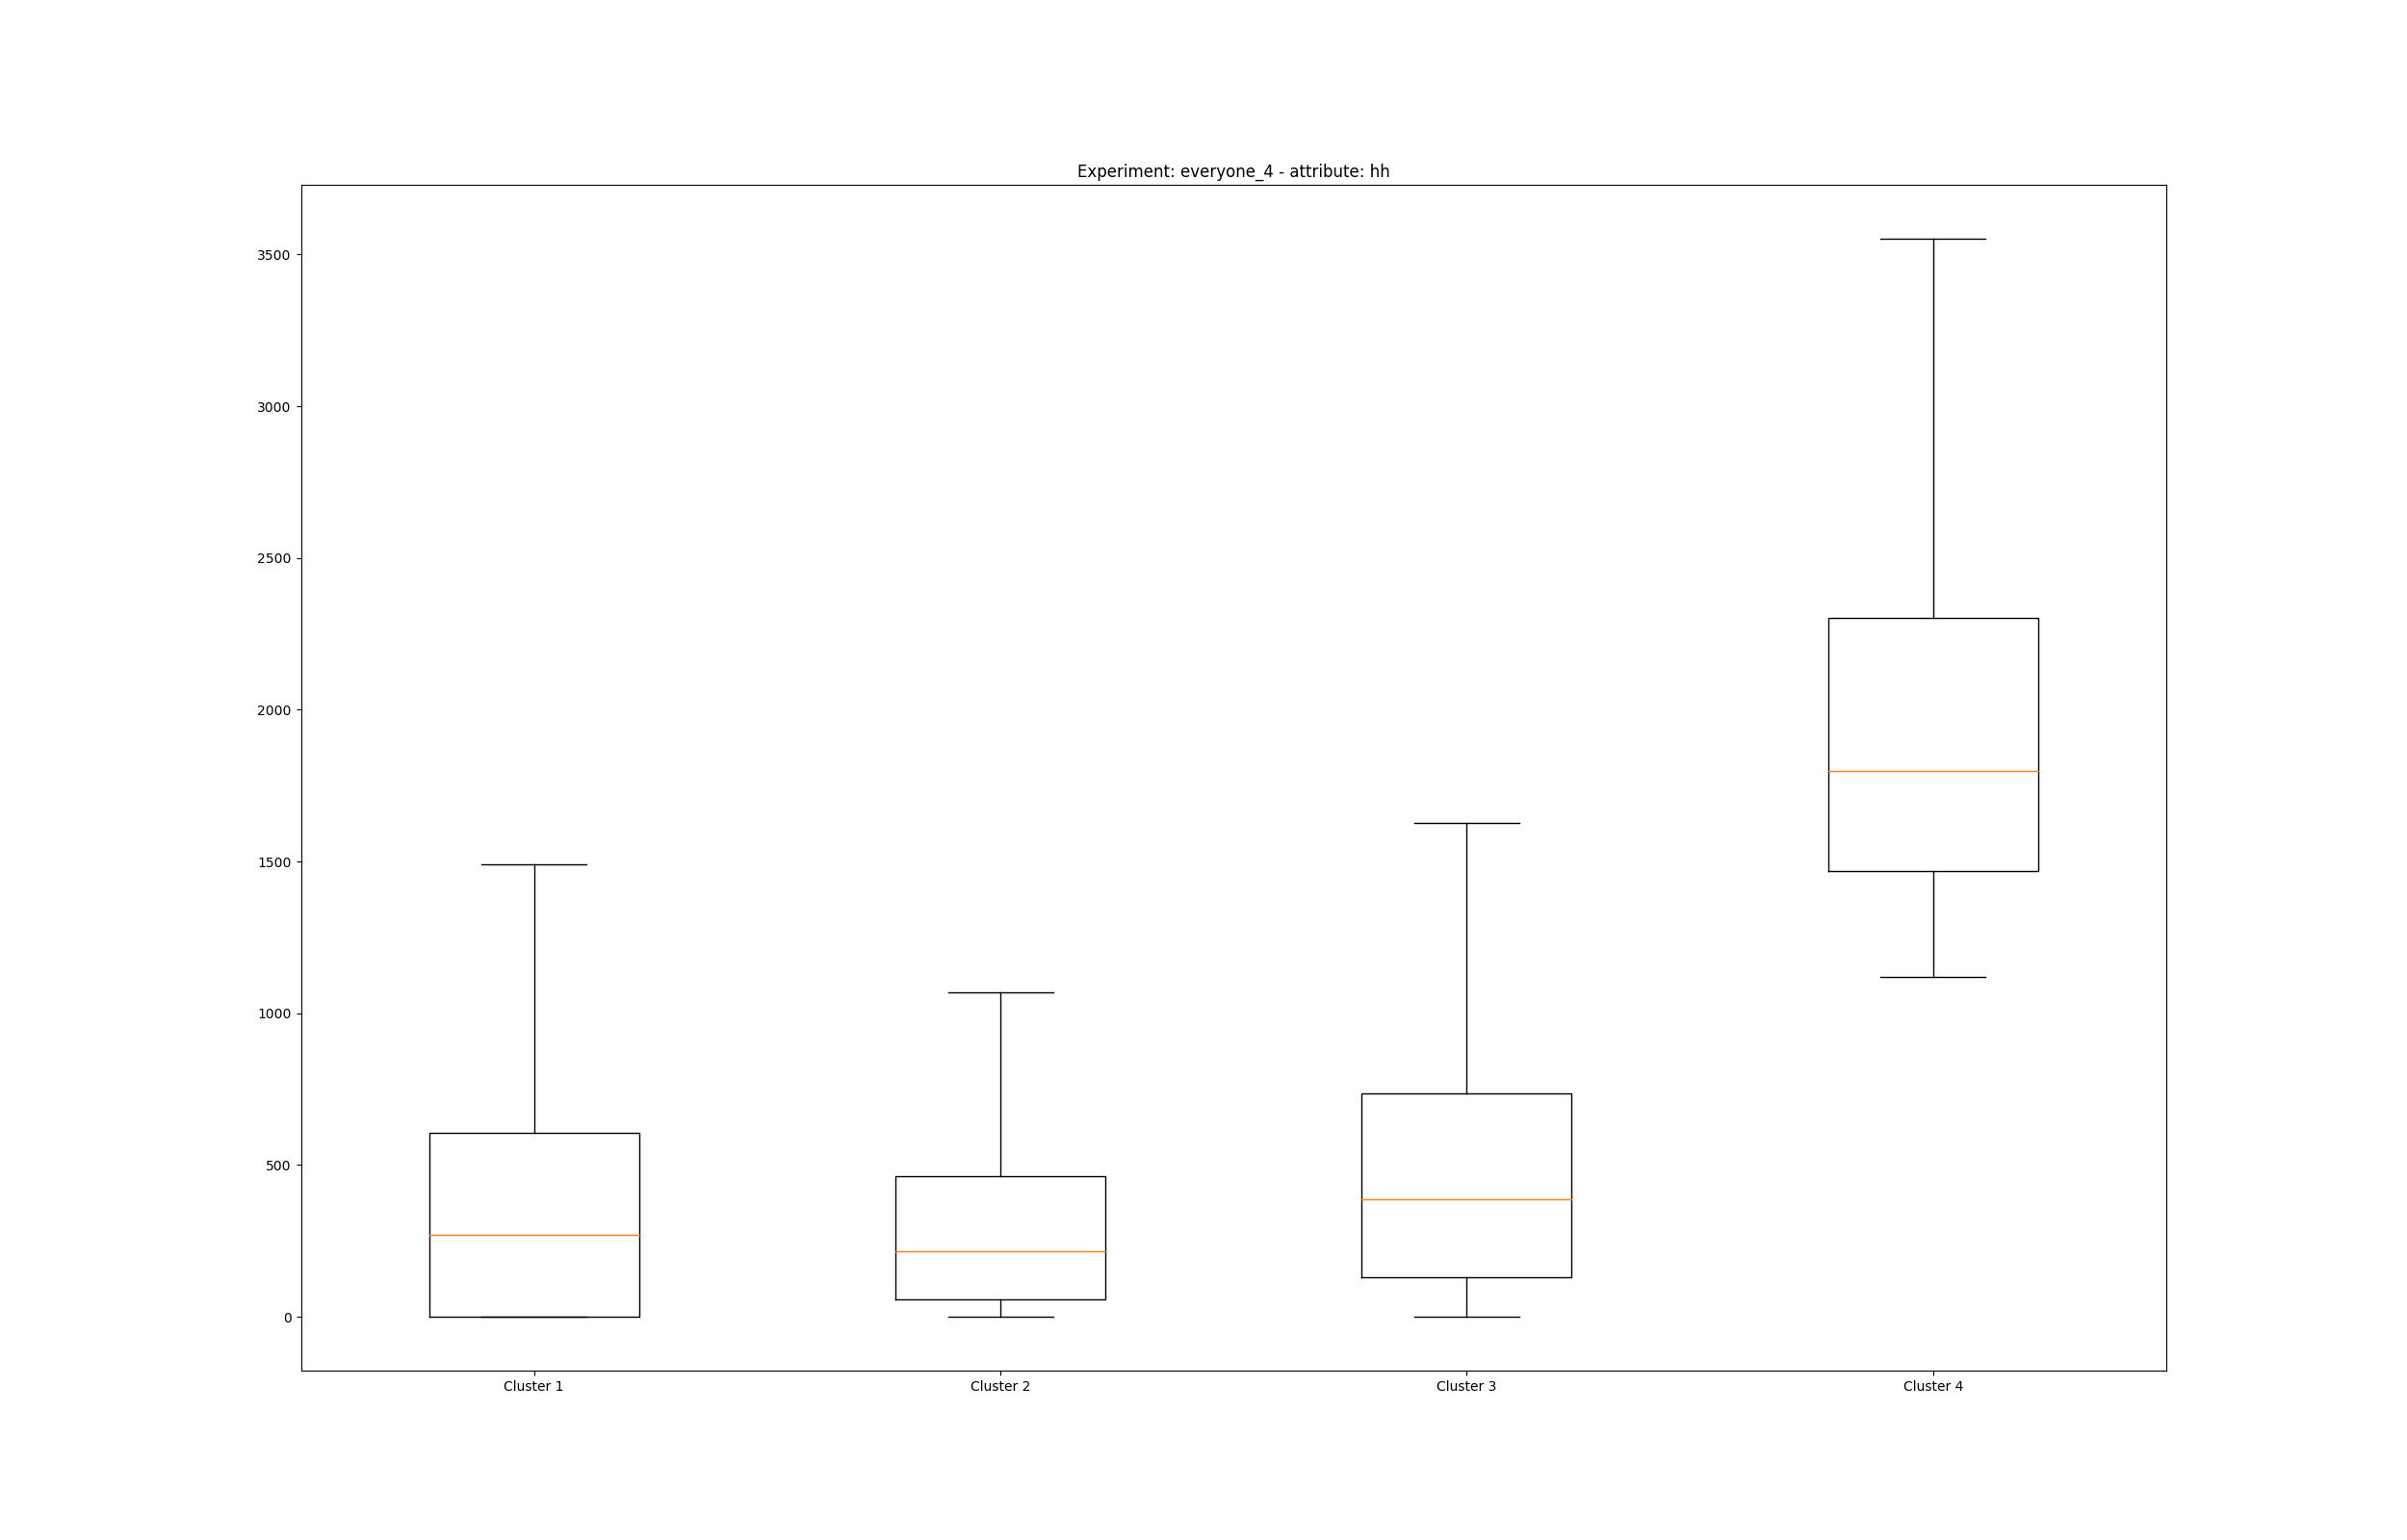 Experiment: everyone_4 - attribute: hh
3500
3000
2500
2000
1500
1000
500
0
Cluster 1
Cluster 2
Cluster 3
Cluster 4